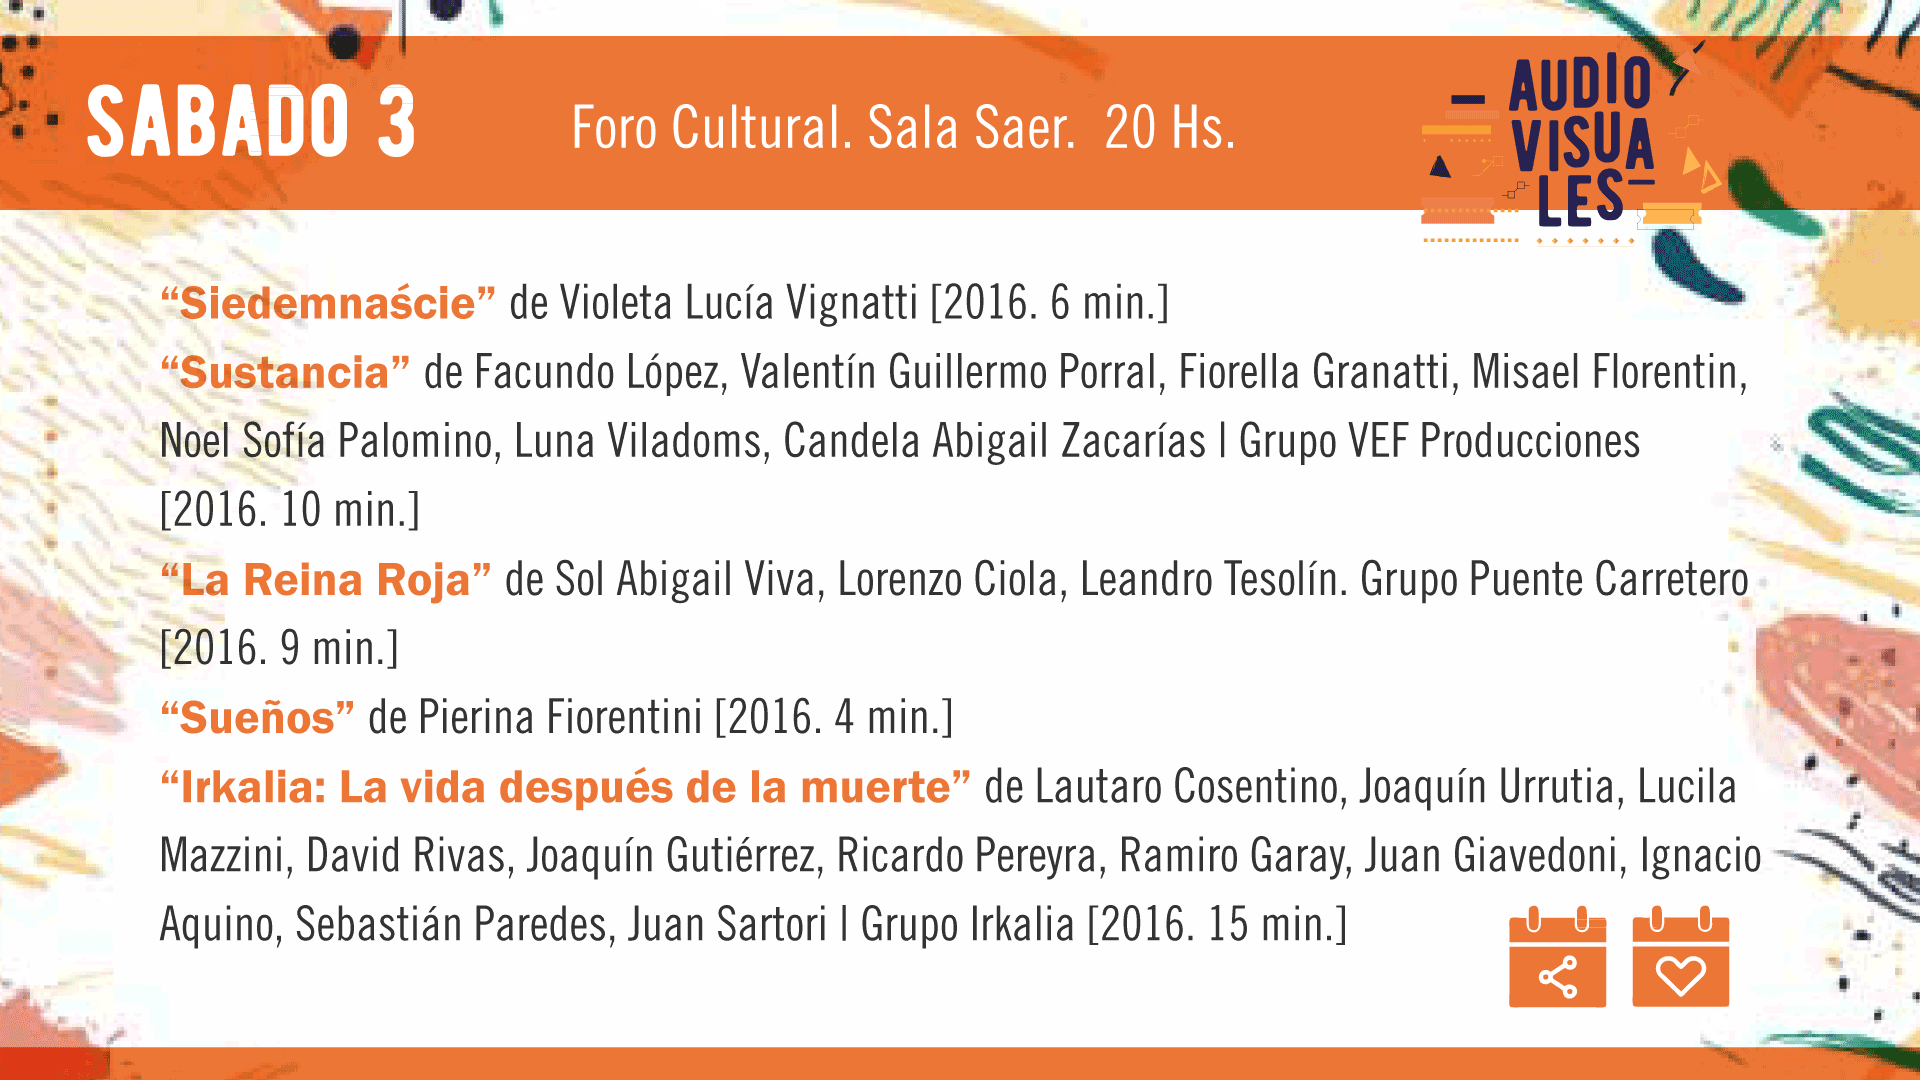 SABADO 3
Foro Cultural. Sala Saer. 20 Hs.
AUDIO
VISUA
LES
“Siedemnaście” de Violeta Lucía Vignatti [2016. 6 min.]
“Sustancia” de Facundo López, Valentín Guillermo Porral, Fiorella Granatti, Misael Florentin,
Noel Sofía Palomino, Luna Viladoms, Candela Abigail Zacarías | Grupo VEF Producciones
[2016. 10 min.]
“La Reina Roja” de Sol Abigail Viva, Lorenzo Ciola, Leandro Tesolín. Grupo Puente Carretero
[2016. 9 min.]
“Sueños” de Pierina Fiorentini [2016. 4 min.]
“Irkalia: La vida después de la muerte” de Lautaro Cosentino, Joaquín Urrutia, Lucila
Mazzini, David Rivas, Joaquín Gutiérrez, Ricardo Pereyra, Ramiro Garay, Juan Giavedoni, Ignacio
Aquino, Sebastián Paredes, Juan Sartori | Grupo Irkalia [2016. 15 min.]